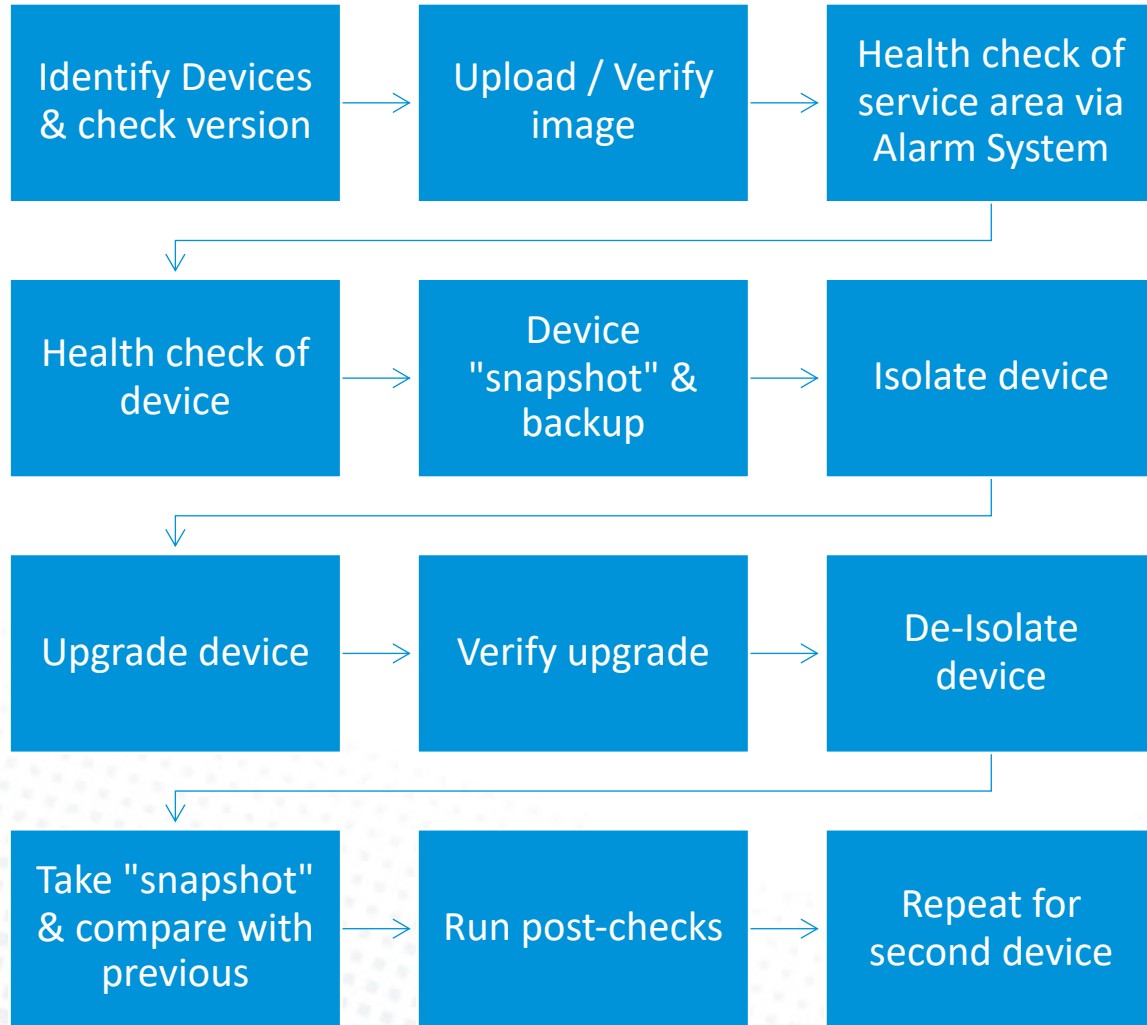 Identify Devices
& check version
Upload / Verify
image
Health check of
service area via
Alarm System
Health check of
device
Device
"snapshot" &
backup
Isolate device
Upgrade device
Verify upgrade
De-Isolate
device
Take "snapshot"
& compare with
previous
Run post-checks
Repeat for
second device